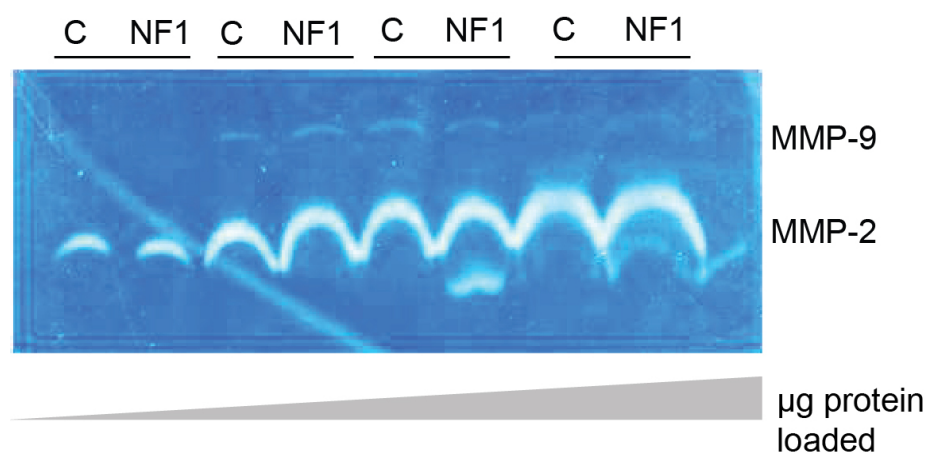 C NF1 C NF1 C NF1 C NF1
MMP-9
MMP-2
µg protein
loaded